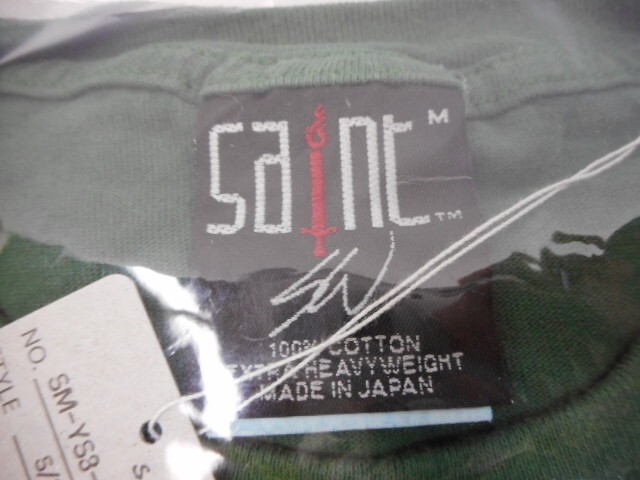 saint M
TM
100% COTTON
EXTRA HEAVYWEIGHT
MADE IN JAPAN
NO. SM-YS8-
STYLE S/
S